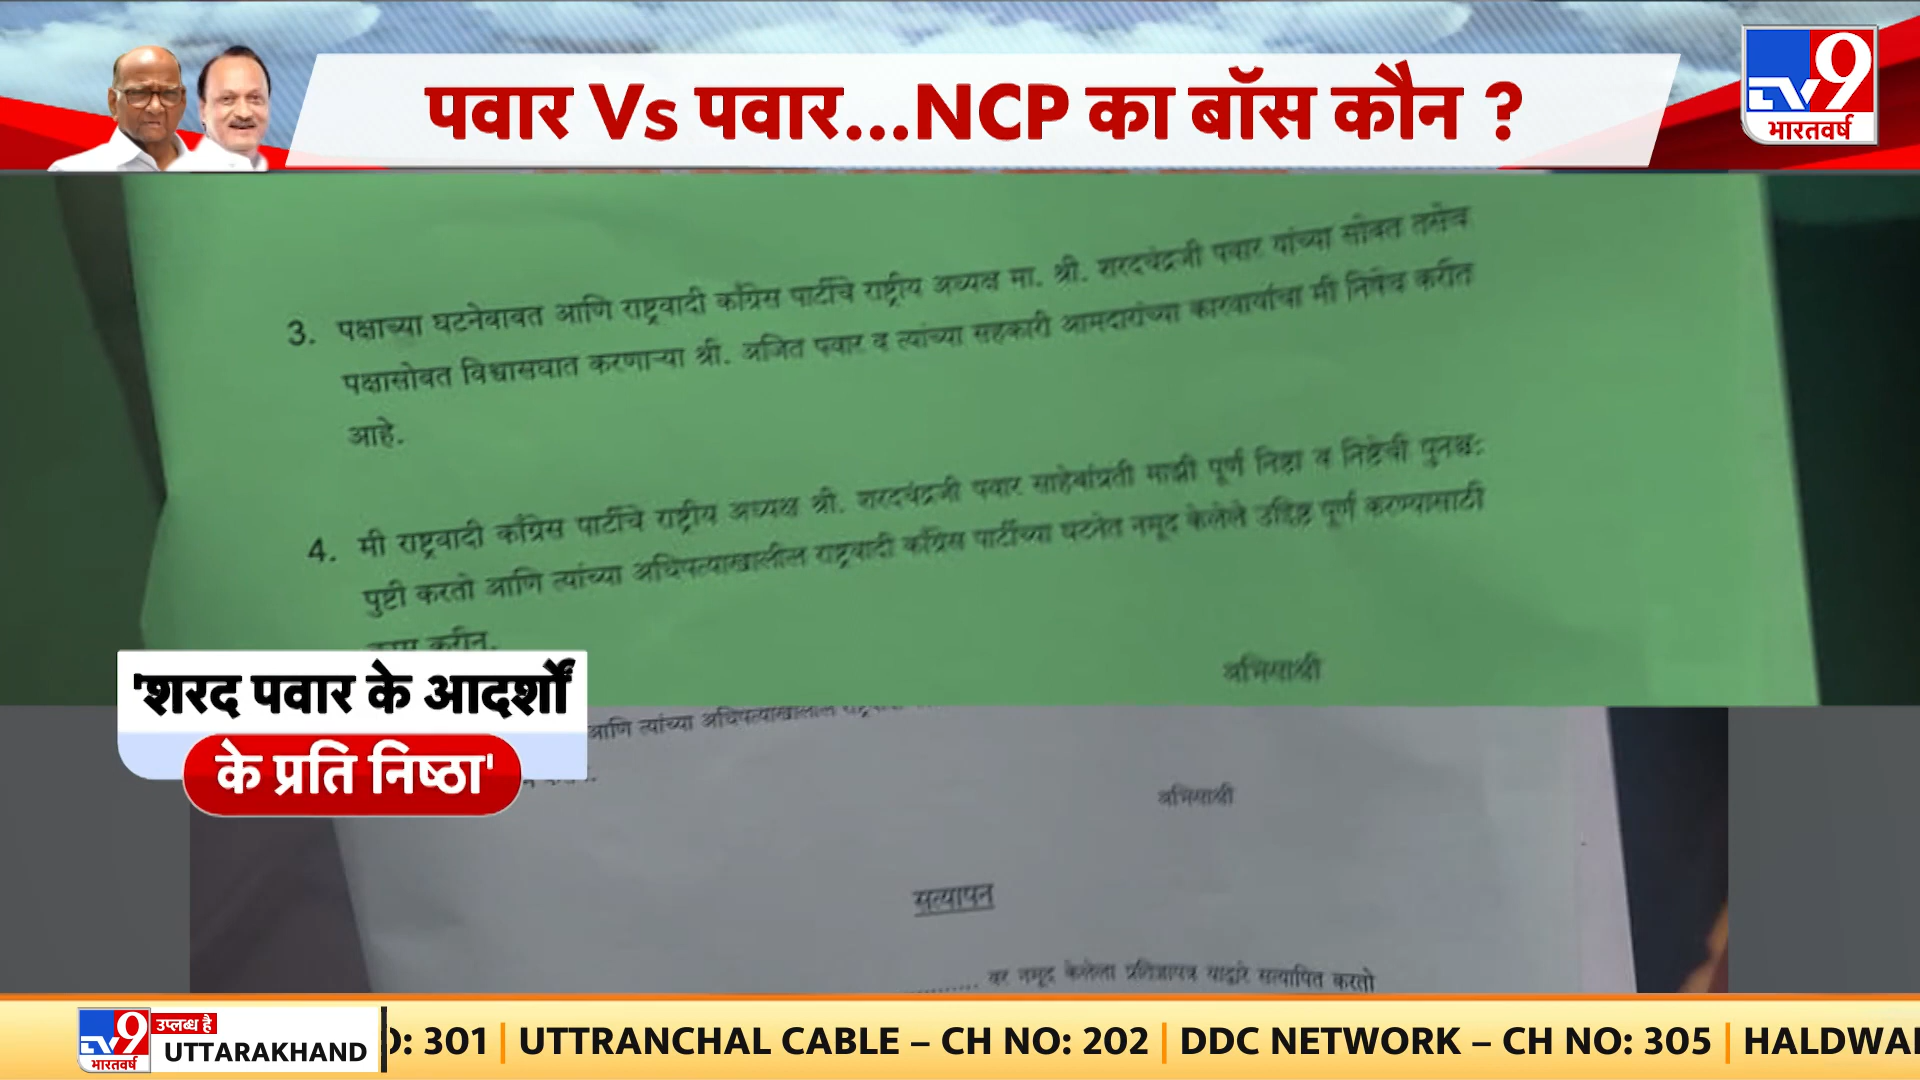 पवार Vs पवार...NCP का बॉस कौन ?
TV9
भारतवर्ष
3. पक्षाच्या घटनेबाबत आणि राष्ट्रवादी काँग्रेस पार्टीचे राष्ट्रीय अध्यक्ष मा. श्री. शरदचंद्रजी पवार यांच्या सोबत तसेच
पक्षासोबत विश्वासघात करणाऱ्या श्री. अजित पवार व त्यांच्या सहकारी आमदारांच्या कारवायांचा मी निषेध करीत
आहे.
4. मी राष्ट्रवादी काँग्रेस पार्टीचे राष्ट्रीय अध्यक्ष श्री. शरदचंद्रजी पवार साहेबांप्रती माझी पूर्ण निष्ठा व निष्ठेची पुनश्च:
पुष्टी करतो आणि त्यांच्या अधिपत्याखालील राष्ट्रवादी काँग्रेस पार्टीच्या घटनेत नमूद केलेले उद्दिष्ट पूर्ण करण्यासाठी
काम करीन.
अभिसाक्षी
'शरद पवार के आदर्शों
के प्रति निष्ठा'
आणि त्यांच्या अधिपत्याखालील
अभिसाक्षी
सत्यापन
........... वर नमूद केलेला प्रतिज्ञापत्र याद्वारे सत्यापित करतो
TV9
भारतवर्ष
उप्लब्ध है
UTTARAKHAND
O: 301 | UTTRANCHAL CABLE – CH NO: 202 | DDC NETWORK – CH NO: 305 | HALDWA